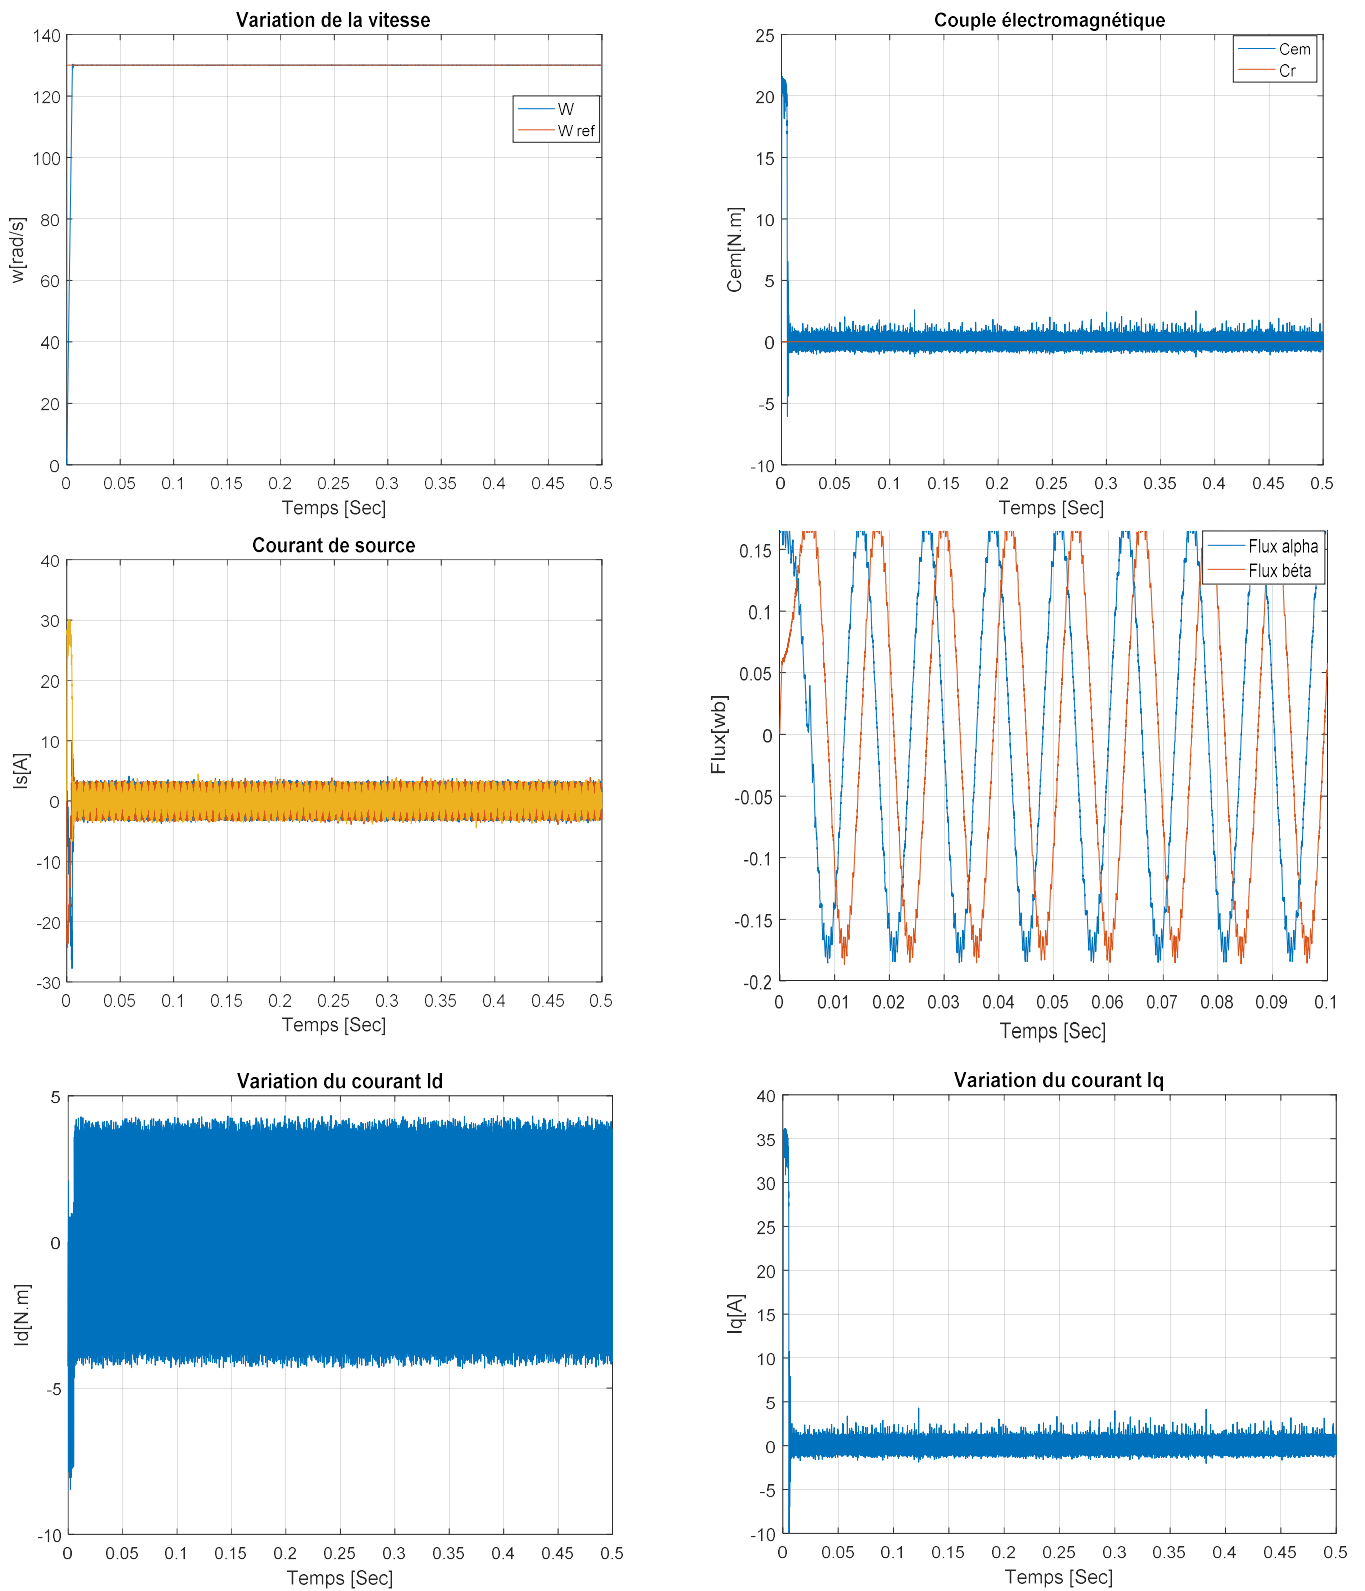 Variation de la vitesse
140
120
100
80
60
40
20
0
w[rad/s]
W
W ref
0 0.05 0.1 0.15 0.2 0.25 0.3 0.35 0.4 0.45 0.5
Temps [Sec]
Couple électromagnétique
25
20
15
10
5
0
-5
-10
Cem[N.m]
Cem
Cr
0 0.05 0.1 0.15 0.2 0.25 0.3 0.35 0.4 0.45 0.5
Temps [Sec]
Courant de source
40
30
20
10
0
-10
-20
-30
Is[A]
0 0.05 0.1 0.15 0.2 0.25 0.3 0.35 0.4 0.45 0.5
Temps [Sec]
0.15
0.1
0.05
0
-0.05
-0.1
-0.15
-0.2
Flux[wb]
Flux alpha
Flux béta
0 0.01 0.02 0.03 0.04 0.05 0.06 0.07 0.08 0.09 0.1
Temps [Sec]
Variation du courant Id
5
0
-5
-10
Id[N.m]
0 0.05 0.1 0.15 0.2 0.25 0.3 0.35 0.4 0.45 0.5
Temps [Sec]
Variation du courant Iq
40
35
30
25
20
15
10
5
0
-5
-10
Iq[A]
0 0.05 0.1 0.15 0.2 0.25 0.3 0.35 0.4 0.45 0.5
Temps [Sec]